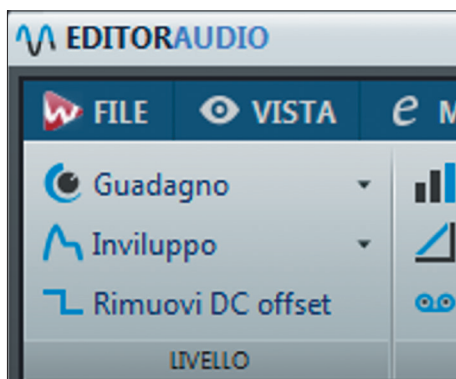 EDITORAUDIO
FILE VISTA e M
Guadagno
Inviluppo
Rimuovi DC offset
LIVELLO